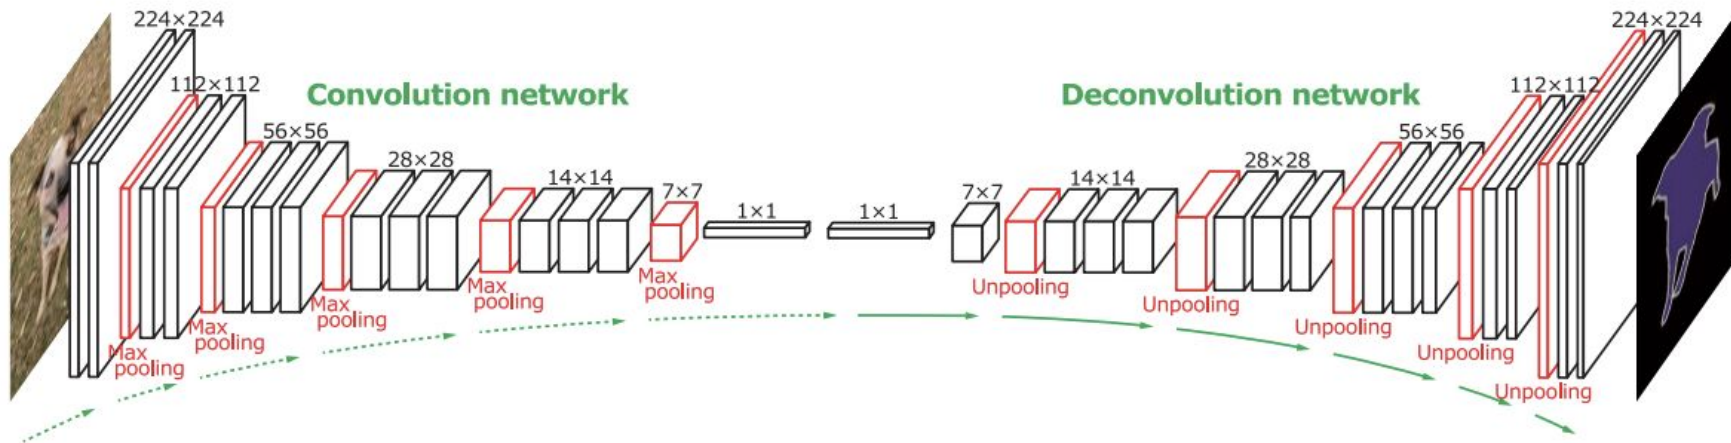 224×224
112×112
Convolution network
56×56
28×28
14×14
7×7
1×1
1×1
7×7
14×14
28×28
Deconvolution network
56×56
112×112
224×224
Max
pooling
Max
pooling
Max
pooling
Max
pooling
Max
pooling
Unpooling
Unpooling
Unpooling
Unpooling
Unpooling